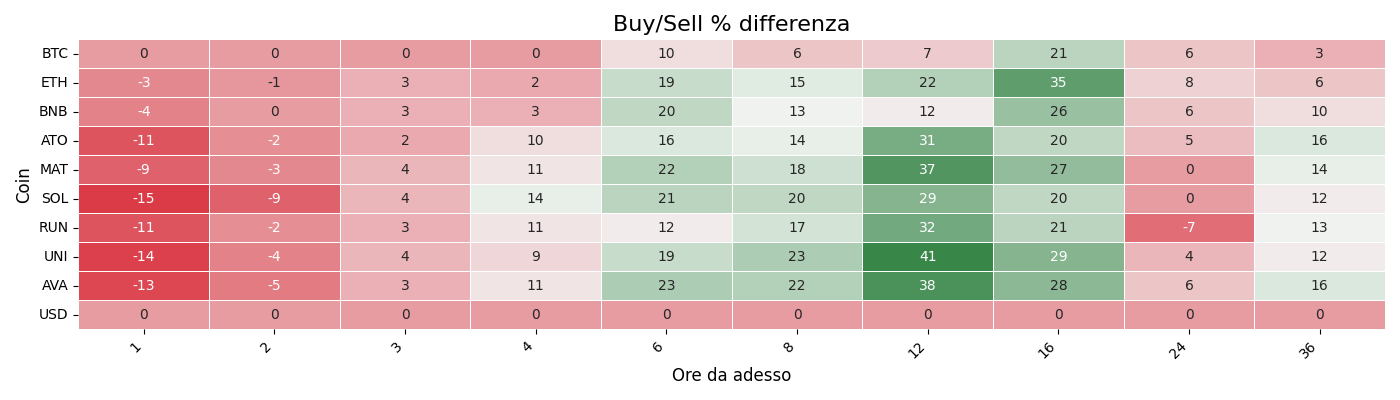 Buy/Sell % differenza
Coin
BTC 0 0 0 0 10 6 7 21 6 3
ETH -3 -1 3 2 19 15 22 35 8 6
BNB -4 0 3 3 20 13 12 26 6 10
ATO -11 -2 2 10 16 14 31 20 5 16
MAT -9 -3 4 11 22 18 37 27 0 14
SOL -15 -9 4 14 21 20 29 20 0 12
RUN -11 -2 3 11 12 17 32 21 -7 13
UNI -14 -4 4 9 19 23 41 29 4 12
AVA -13 -5 3 11 23 22 38 28 6 16
USD 0 0 0 0 0 0 0 0 0 0
1 2 3 4 6 8 12 16 24 36
Ore da adesso